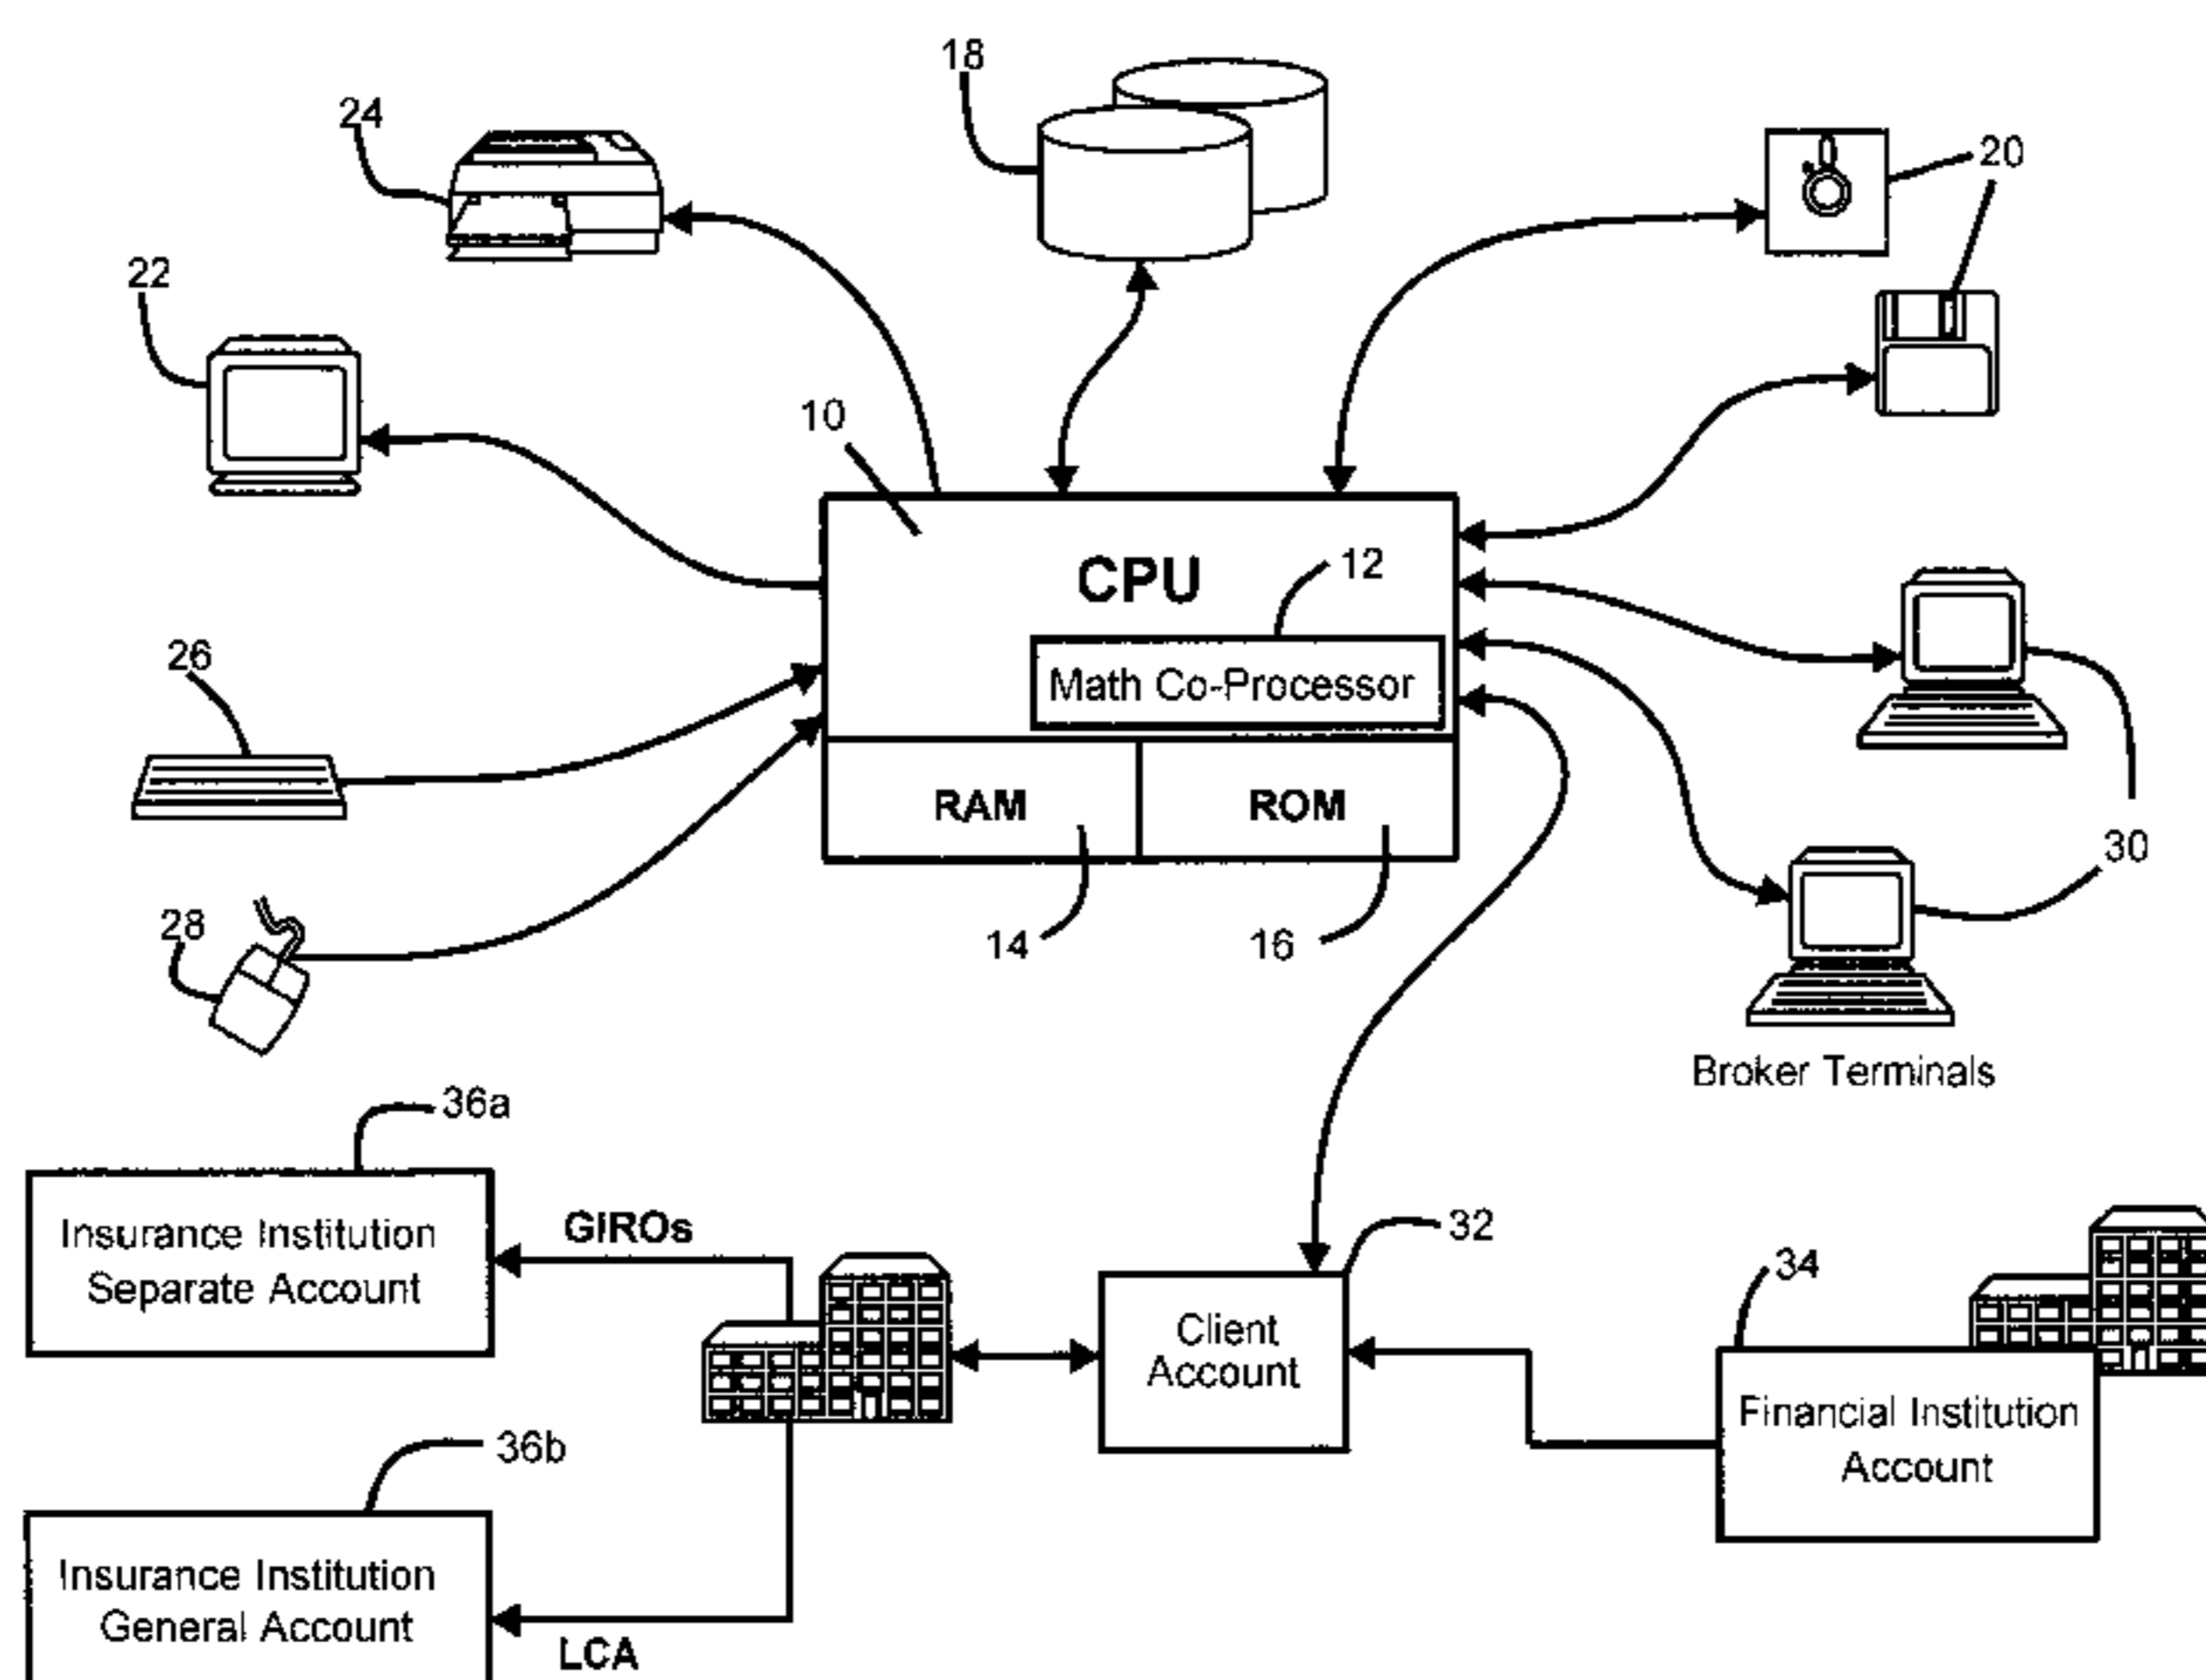 18
24
20
22
10
CPU
12
Math Co-Processor
26
RAM
ROM
30
28
14
16
Broker Terminals
36a
Insurance Institution
Separate Account
GIROs
32
34
Client
Account
Financial Institution
Account
36b
Insurance Institution
General Account
LCA